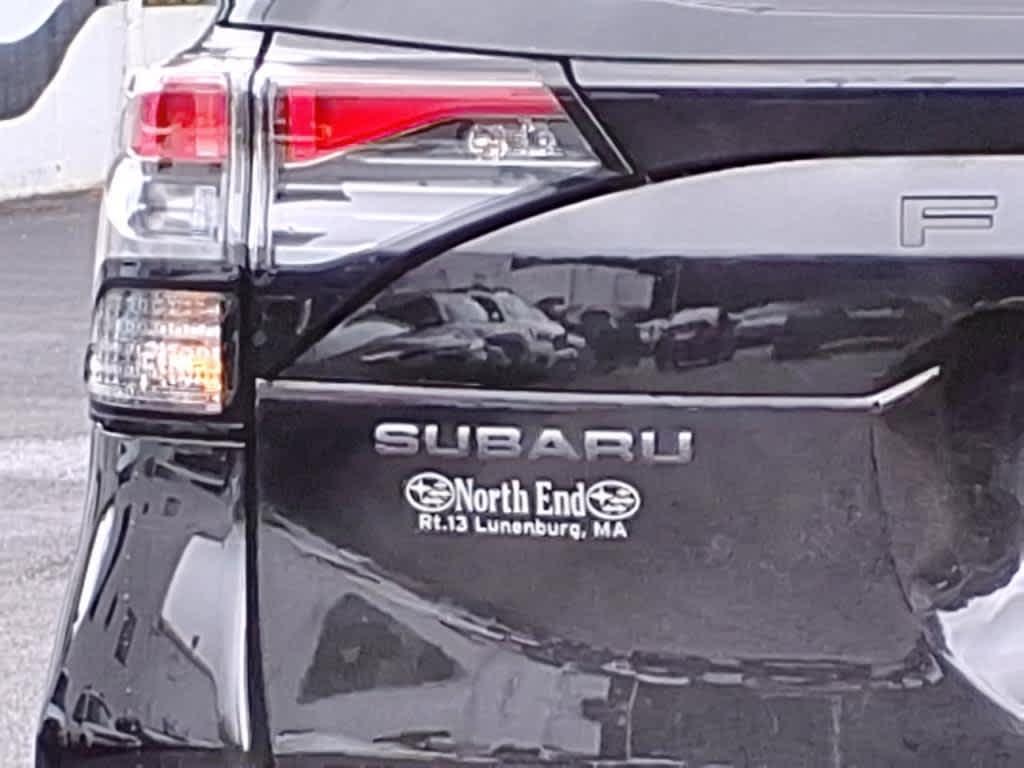 F
SUBARU
North End
Rt.13 Lunenburg, MA